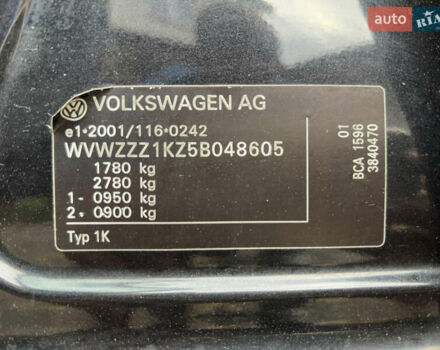 auto
RIA
VOLKSWAGEN AG
e1*2001/116*0242
WVWZZZ1KZ5B048605
1780 kg
2780 kg
1- 0950 kg
2- 0900 kg
Typ 1K
01
BCA 1596
3840470